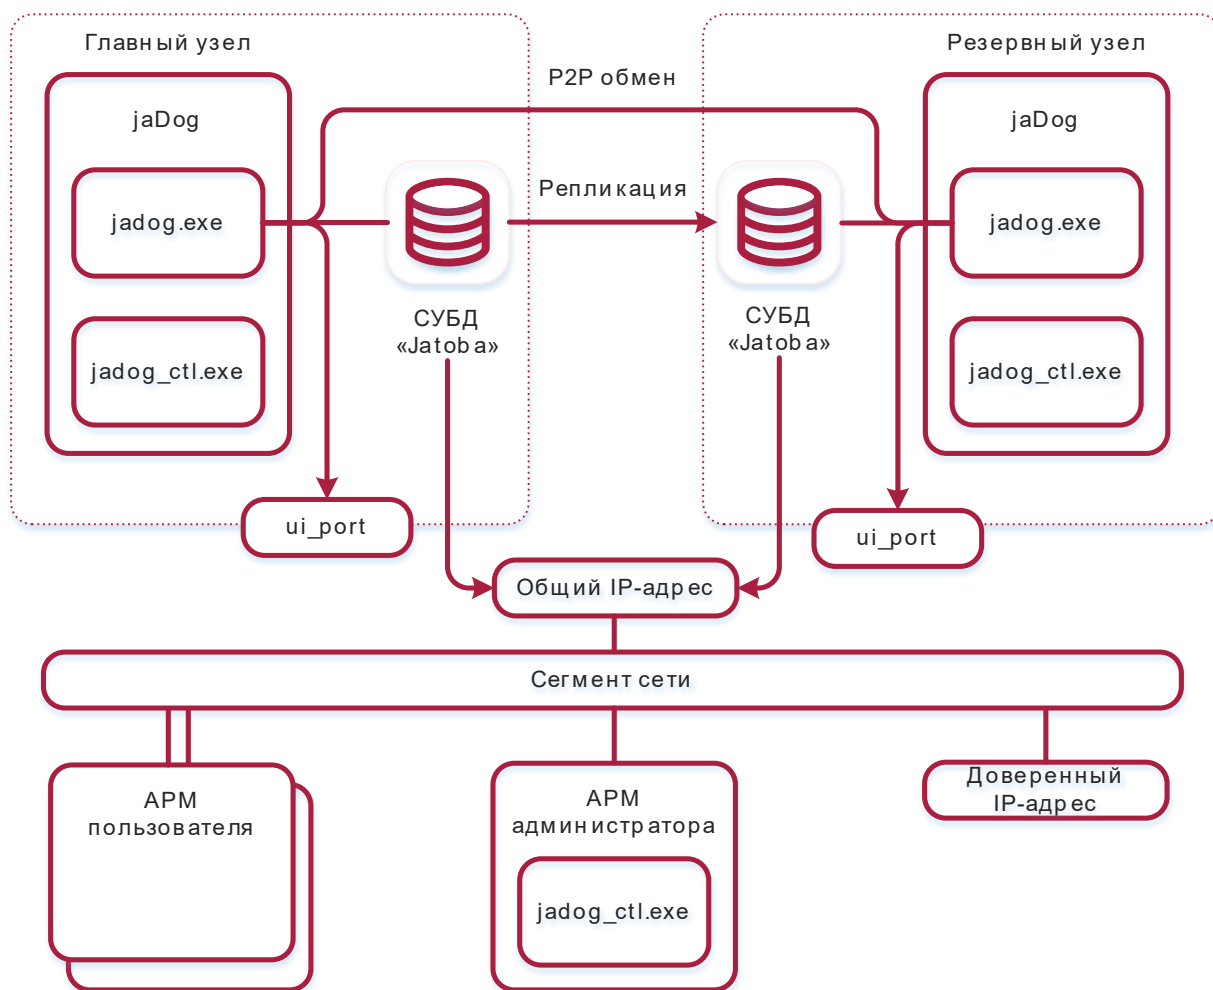 Главный узел
Резервный узел
P2P обмен
jaDog
jaDog
Репликация
jadog.exe
jadog.exe
СУБД
«Jatoba»
СУБД
«Jatoba»
jadog_ctl.exe
jadog_ctl.exe
ui_port
ui_port
Общий IP-адрес
Сегмент сети
АРМ
пользователя
АРМ
администратора
jadog_ctl.exe
Доверенный
IP-адрес